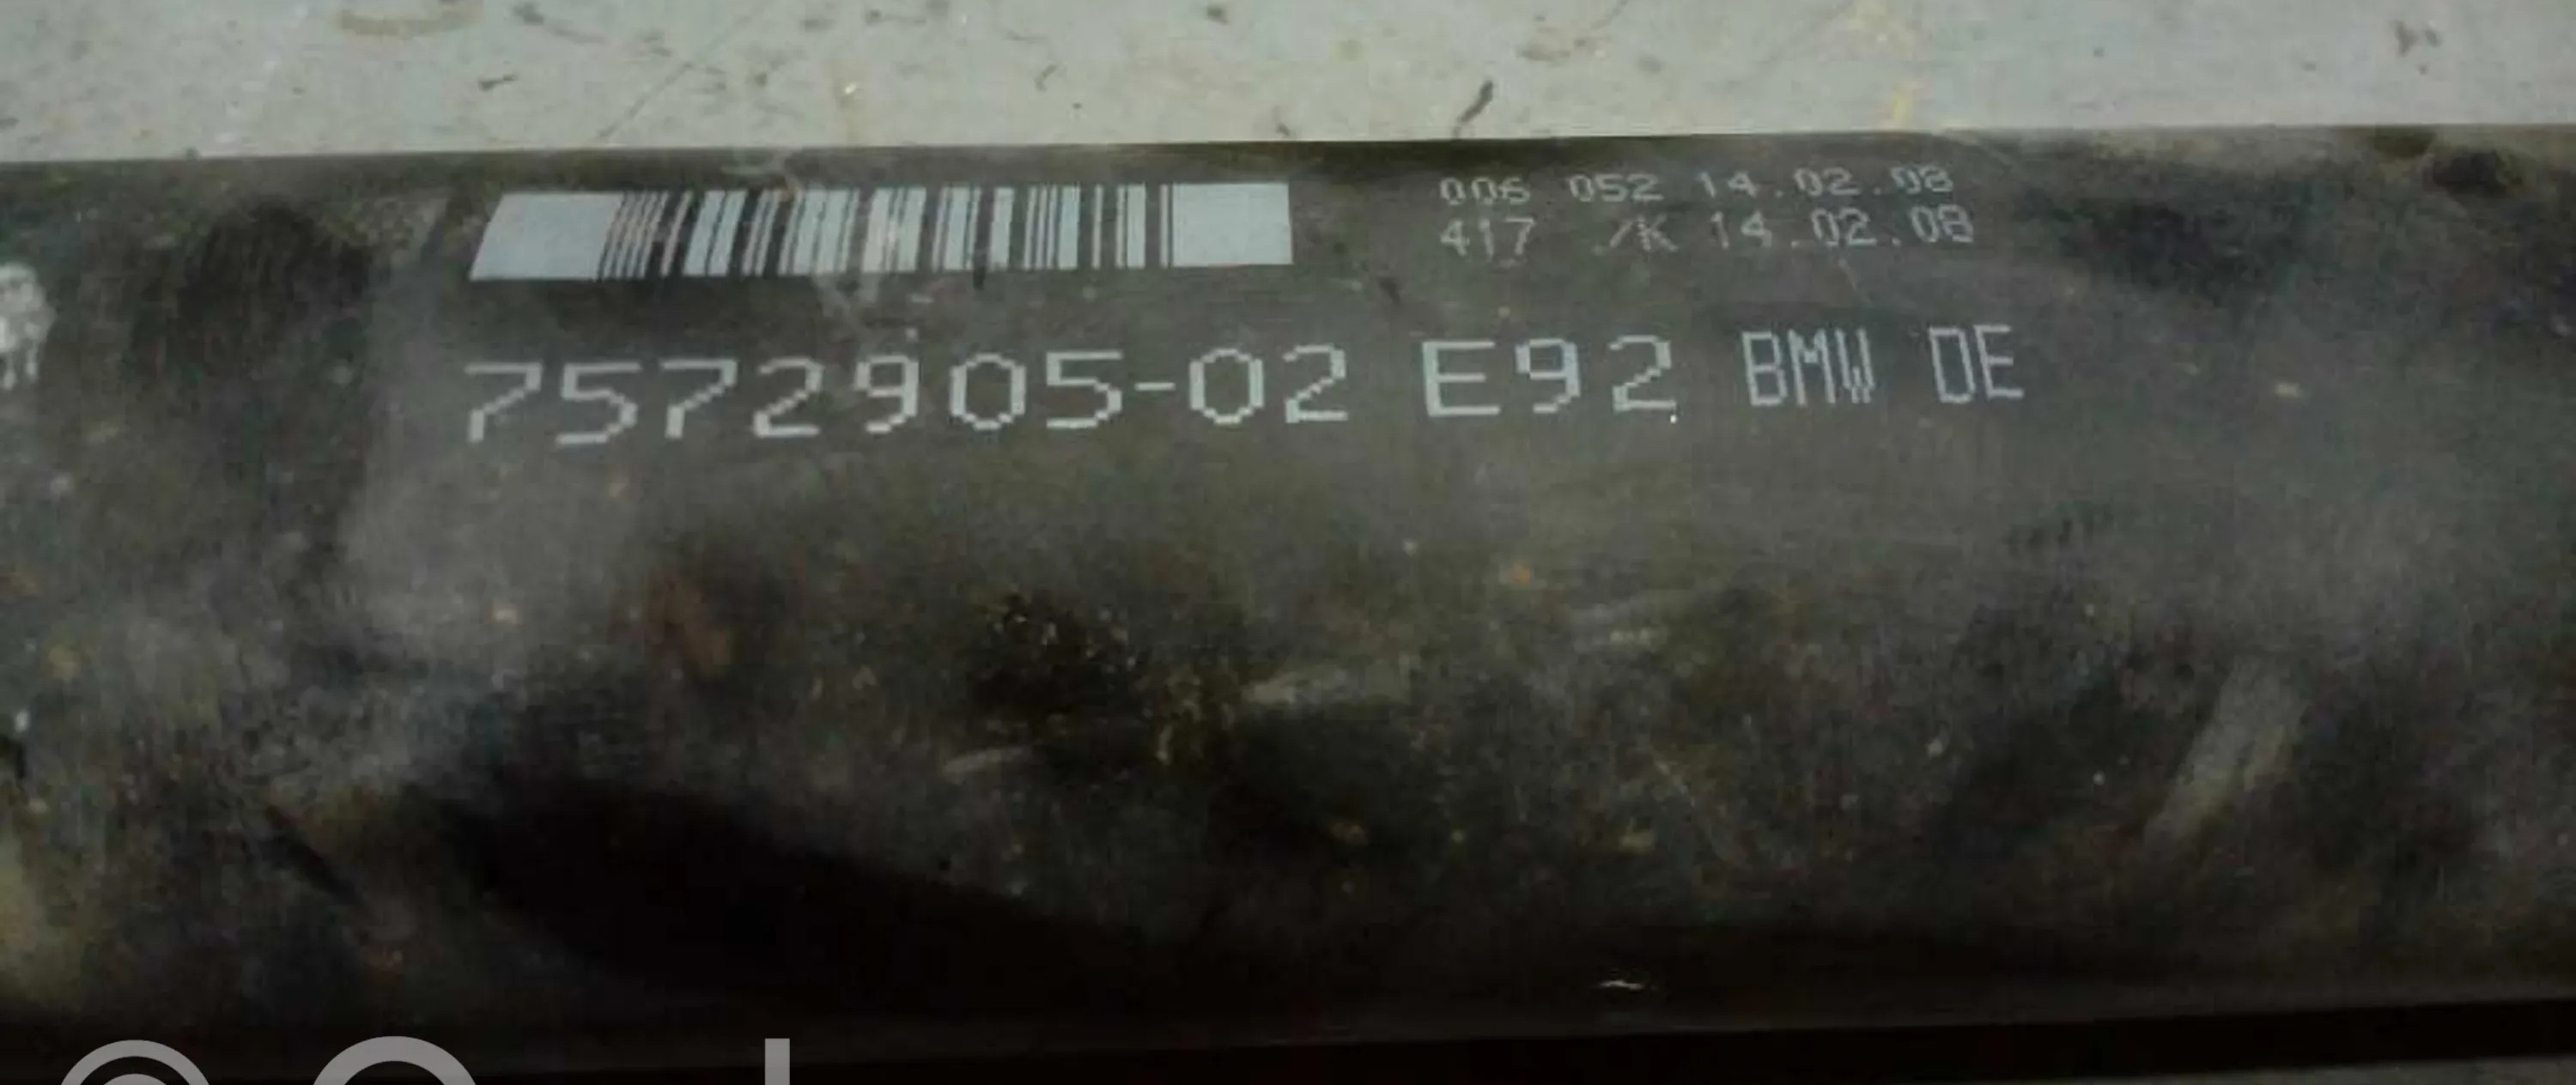 006 052 14.02.08
417 /K 14.02.08
7572905-02 E92 BMW DE